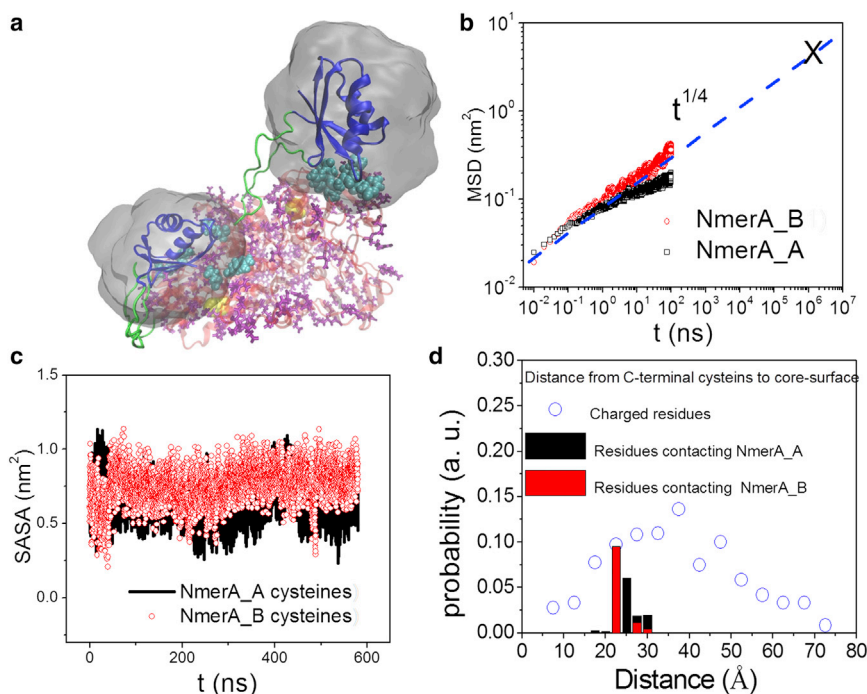 a
b
10²
10¹
10⁰
10⁻¹
10⁻²
MSD (nm²)
t^1/4
X
NmerA_B
NmerA_A
10⁻² 10⁻¹ 10⁰ 10¹ 10² 10³ 10⁴ 10⁵ 10⁶ 10⁷
t (ns)
c
1.5
1.0
0.5
0.0
SASA (nm²)
NmerA_A cysteines)
NmerA_B cysteines)
0 200 400 600
t (ns)
d
0.30
0.25
0.20
0.15
0.10
0.05
0.00
probability (a. u.)
Distance from C-terminal cysteins to core-surface
Charged residues
Residues contacting NmerA_A
Residues contacting NmerA_B
0 10 20 30 40 50 60 70 80
Distance (Å)